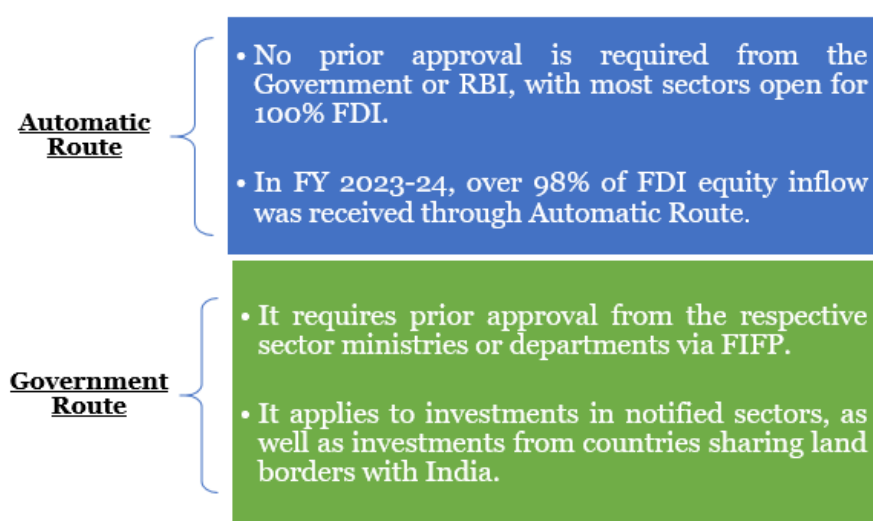 Automatic
Route
• No prior approval is required from the
Government or RBI, with most sectors open for
100% FDI.
• In FY 2023-24, over 98% of FDI equity inflow
was received through Automatic Route.
Government
Route
• It requires prior approval from the respective
sector ministries or departments via FIFP.
• It applies to investments in notified sectors, as
well as investments from countries sharing land
borders with India.